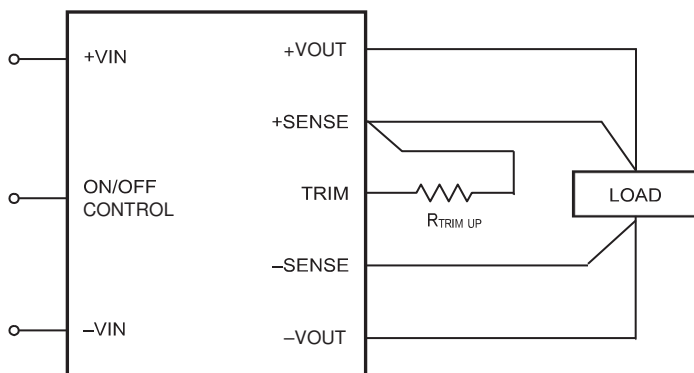 +VIN
ON/OFF
CONTROL
–VIN
+VOUT
+SENSE
TRIM
–SENSE
–VOUT
RTRIM UP
LOAD